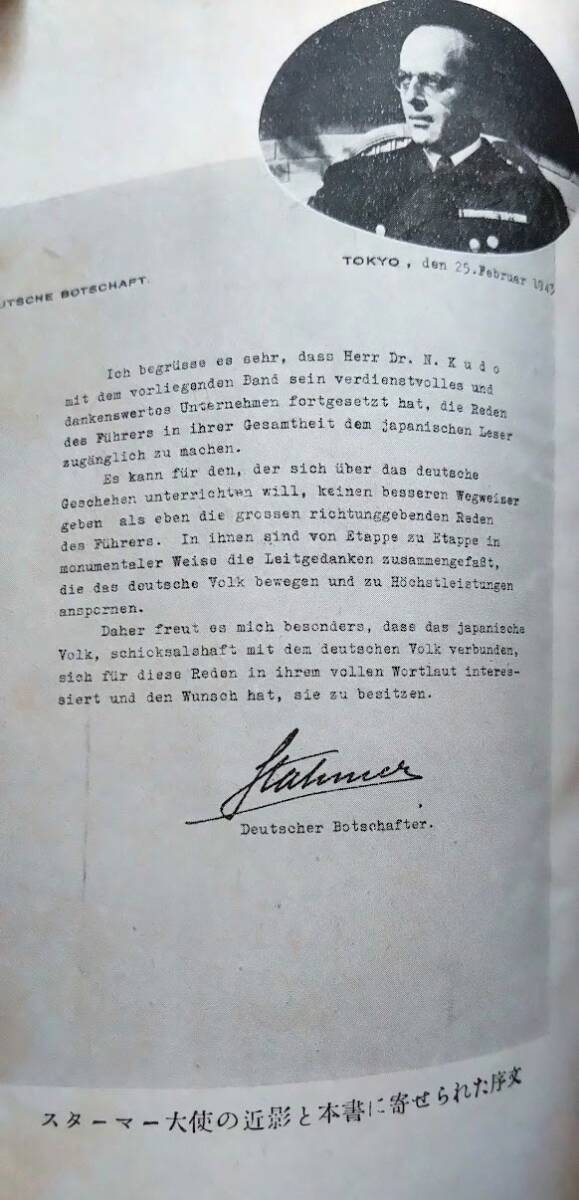 DEUTSCHE BOTSCHAFT.
TOKYO, den 25.Februar 1943
Ich begrüsse es sehr, dass Herr Dr. N. K u d o
mit dem vorliegenden Band sein verdienstvolles und
dankenswertes Unternehmen fortgesetzt hat, die Reden
des Führers in ihrer Gesamtheit dem japanischen Leser
zugänglich zu machen.
Es kann für den, der sich über das deutsche
Geschehen unterrichten will, keinen besseren Wegweiser
geben als eben die grossen richtunggebenden Reden
des Führers. In ihnen sind von Etappe zu Etappe in
monumentaler Weise die Leitgedanken zusammengefaßt,
die das deutsche Volk bewegen und zu Höchstleistungen
anspornen.
Daher freut es mich besonders, dass das japanische
Volk, schicksalshaft mit dem deutschen Volk verbunden,
sich für diese Reden in ihrem vollen Wortlaut interes-
siert und den Wunsch hat, sie zu besitzen.
Stahmer
Deutscher Botschafter.
スターマー大使の近影と本書に寄せられた序文